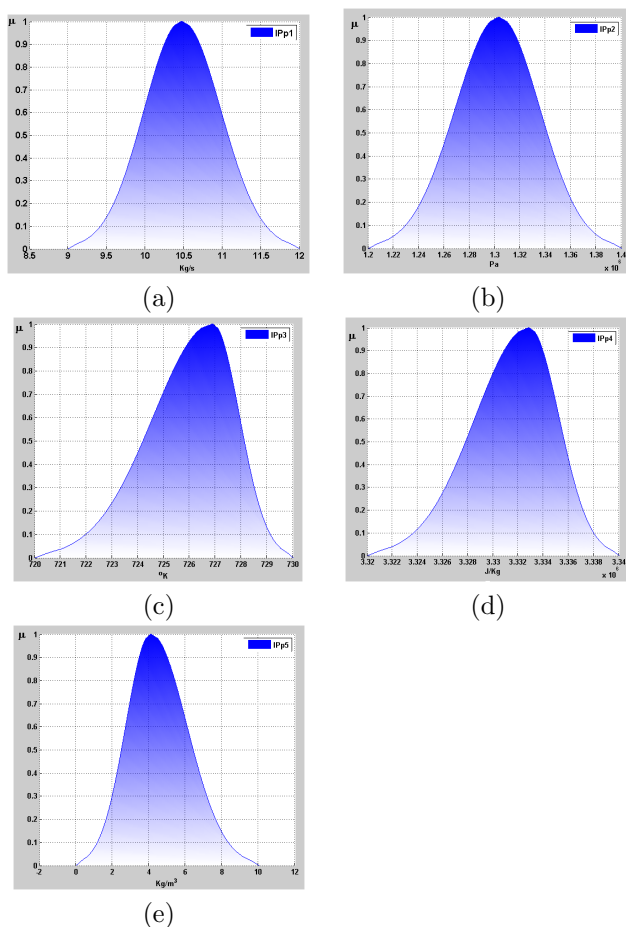 μ
1
0.9
0.8
0.7
0.6
0.5
0.4
0.3
0.2
0.1
0
8.5 9 9.5 10 10.5 11 11.5 12
Kg/s
IPp1
(a)
μ
1
0.9
0.8
0.7
0.6
0.5
0.4
0.3
0.2
0.1
0
1.2 1.22 1.24 1.26 1.28 1.3 1.32 1.34 1.36 1.38 1.4
Pa
x 10⁶
IPp2
(b)
μ
1
0.9
0.8
0.7
0.6
0.5
0.4
0.3
0.2
0.1
0
720 721 722 723 724 725 726 727 728 729 730
ºK
IPp3
(c)
μ
1
0.9
0.8
0.7
0.6
0.5
0.4
0.3
0.2
0.1
0
3.32 3.322 3.324 3.326 3.328 3.33 3.332 3.334 3.336 3.338 3.34
J/Kg
x 10⁶
IPp4
(d)
μ
1
0.9
0.8
0.7
0.6
0.5
0.4
0.3
0.2
0.1
0
-2 0 2 4 6 8 10 12
Kg/m³
IPp5
(e)